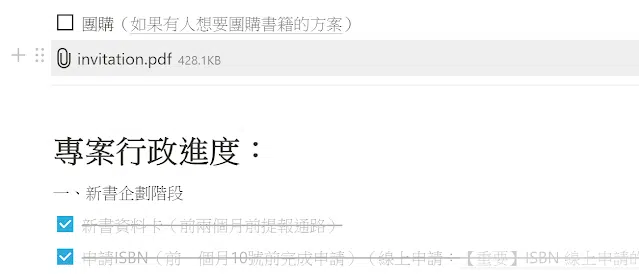 團購（如果有人想要團購書籍的方案）
invitation.pdf 428.1KB
專案行政進度：
一、新書企劃階段
新書資料卡（前兩個月前提報通路）
申請ISBN（前一個月10號前完成申請）（線上申請：【重要】ISBN 線上申請的